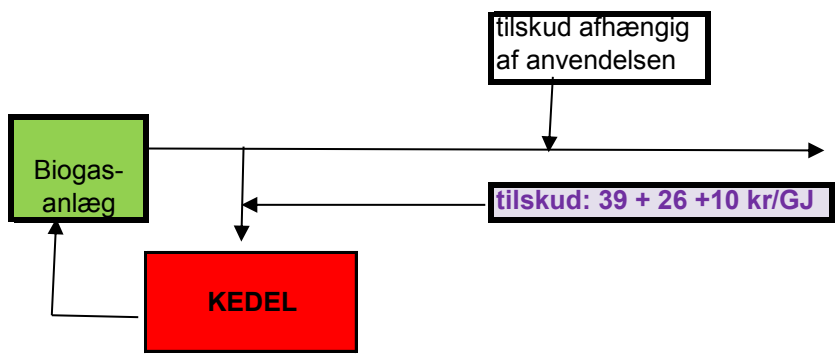 tilskud afhængig
af anvendelsen
Biogas-
anlæg
tilskud: 39 + 26 +10 kr/GJ
KEDEL